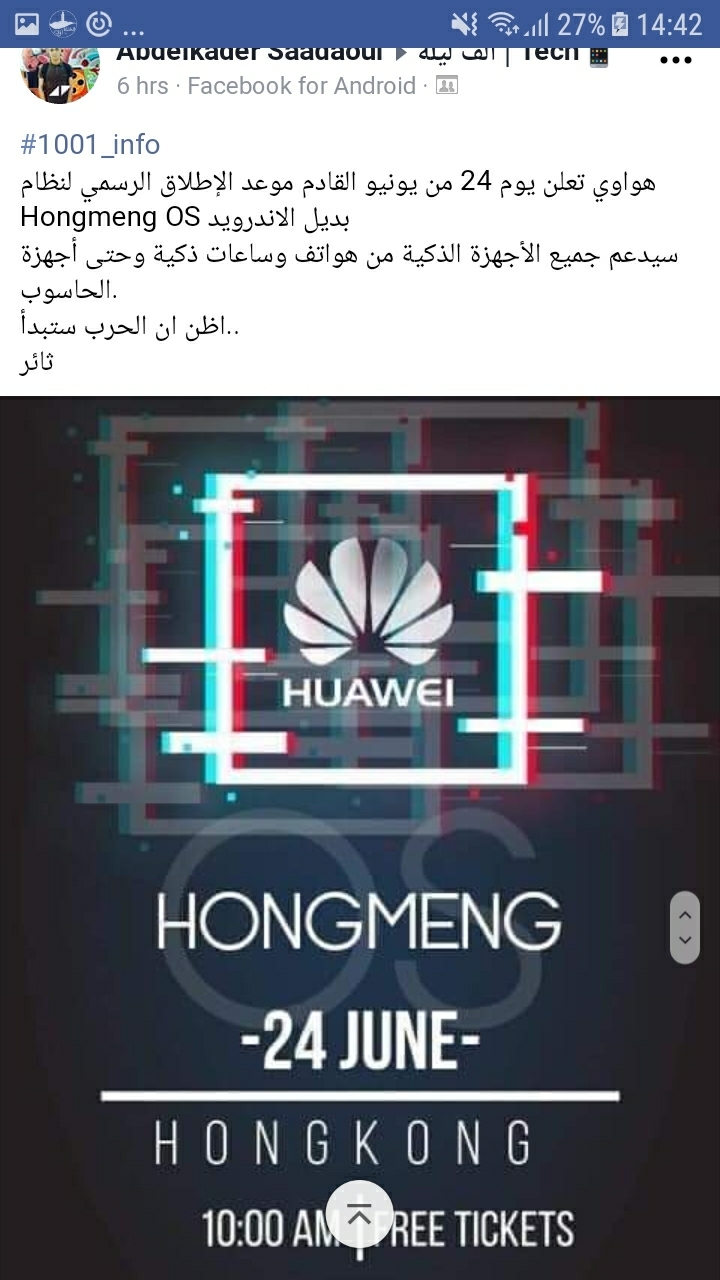 ... 27% 14:42
Abdelkader Saadaoui ▸ الف ليلة | Tech
6 hrs · Facebook for Android ·
#1001_info
هواوي تعلن يوم 24 من يونيو القادم موعد الإطلاق الرسمي لنظام
Hongmeng OS بديل الاندرويد
سيدعم جميع الأجهزة الذكية من هواتف وساعات ذكية وحتى أجهزة
الحاسوب.
اظن ان الحرب ستبدأ..
ثائر
HUAWEI
OS
HONGMENG
-24 JUNE-
HONGKONG
10:00 AM | FREE TICKETS